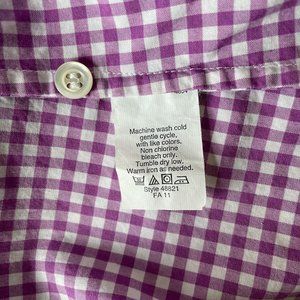 Machine wash cold
gentle cycle,
with like colors.
Non chlorine
bleach only.
Tumble dry low.
Warm iron as needed.
Style 48821
FA 11